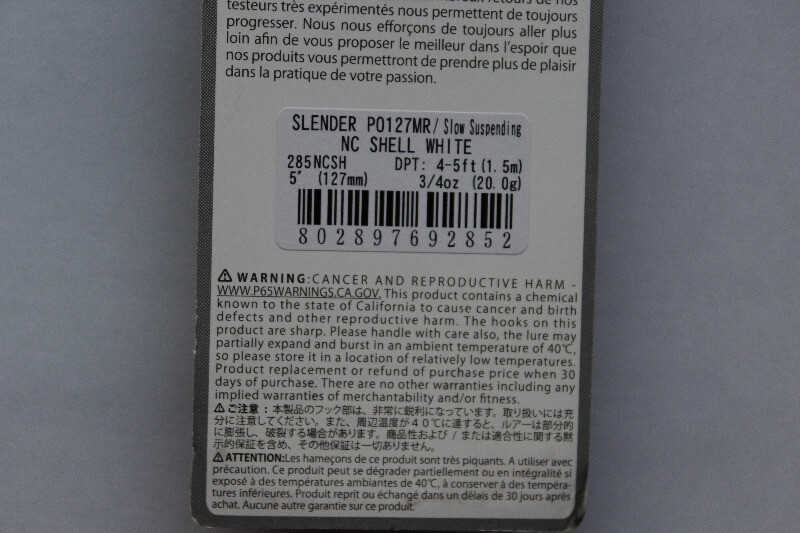 testeurs très expérimentés nous permettent de toujours
progresser. Nous nous efforçons de toujours aller plus
loin afin de vous proposer le meilleur dans l'espoir que
nos produits vous permettront de prendre plus de plaisir
dans la pratique de votre passion.
SLENDER PO127MR/ Slow Suspending
NC SHELL WHITE
285NCSH DPT: 4-5ft(1.5m)
5" (127mm) 3/4oz (20.0g)
802897692852
⚠WARNING:CANCER AND REPRODUCTIVE HARM -
WWW.P65WARNINGS.CA.GOV. This product contains a chemical
known to the state of California to cause cancer and birth
defects and other reproductive harm. The hooks on this
product are sharp. Please handle with care also, the lure may
partially expand and burst in an ambient temperature of 40℃,
so please store it in a location of relatively low temperatures.
Product replacement or refund of purchase price when 30
days of purchase. There are no other warranties including any
implied warranties of merchantability and/or fitness.
⚠ご注意：本製品のフック部は、非常に鋭利になっています。取り扱いには充
分に注意してください。また、周辺温度が４０℃に達すると、ルアーは部分的
に膨張し、破裂する場合があります。商品性および / または適合性に関する黙
示的保証を含め、その他保証は一切ありません。
⚠ATTENTION:Les hameçons de ce produit sont très piquants. A utiliser avec
précaution. Ce produit peut se dégrader partiellement ou en intégralité si
exposé à des températures ambiantes de 40℃, à conserver à des tempéra-
tures inférieures. Produit reprit ou échangé dans un délais de 30 jours après
achat. Aucune autre garantie sur ce produit.